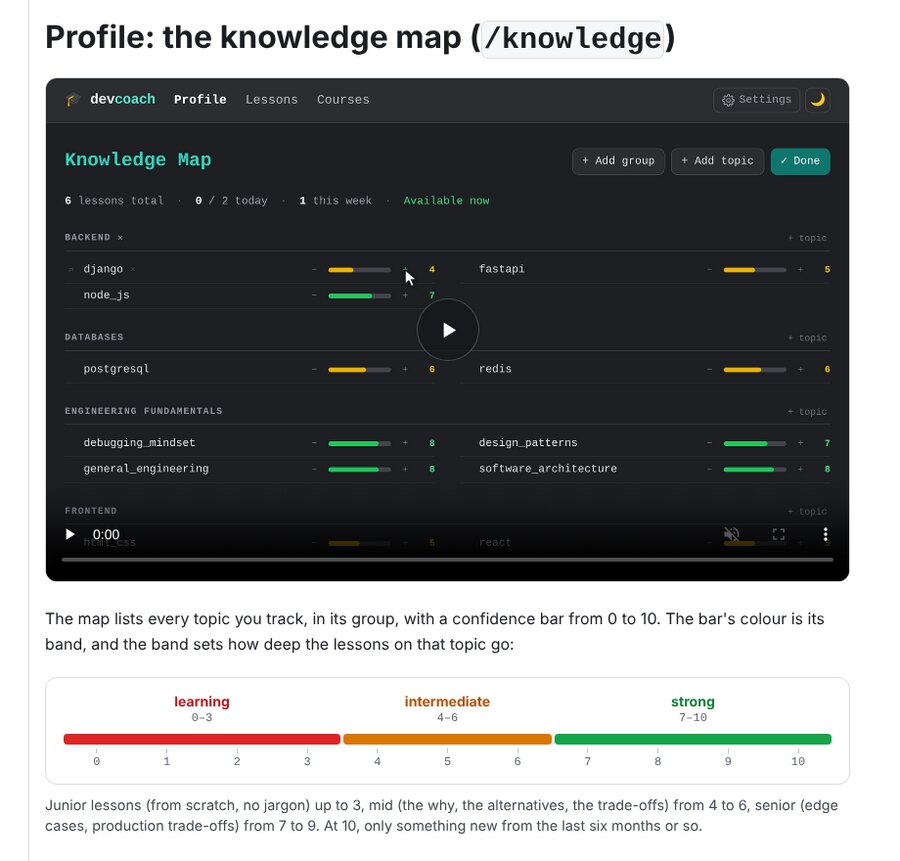 Profile: the knowledge map (/knowledge)
devcoach Profile Lessons Courses Settings
Knowledge Map + Add group + Add topic ✓ Done
6 lessons total · 0 / 2 today · 1 this week · Available now
BACKEND × + topic
django × − + 4 fastapi − + 5
node_js − + 7
DATABASES + topic
postgresql − + 6 redis − + 6
ENGINEERING FUNDAMENTALS + topic
debugging_mindset − + 8 design_patterns − + 7
general_engineering − + 8 software_architecture − + 8
FRONTEND + topic
0:00
html_css − + 5 react − + 5
The map lists every topic you track, in its group, with a confidence bar from 0 to 10. The bar's colour is its
band, and the band sets how deep the lessons on that topic go:
learning intermediate strong
0–3 4–6 7–10
0 1 2 3 4 5 6 7 8 9 10
Junior lessons (from scratch, no jargon) up to 3, mid (the why, the alternatives, the trade-offs) from 4 to 6, senior (edge
cases, production trade-offs) from 7 to 9. At 10, only something new from the last six months or so.